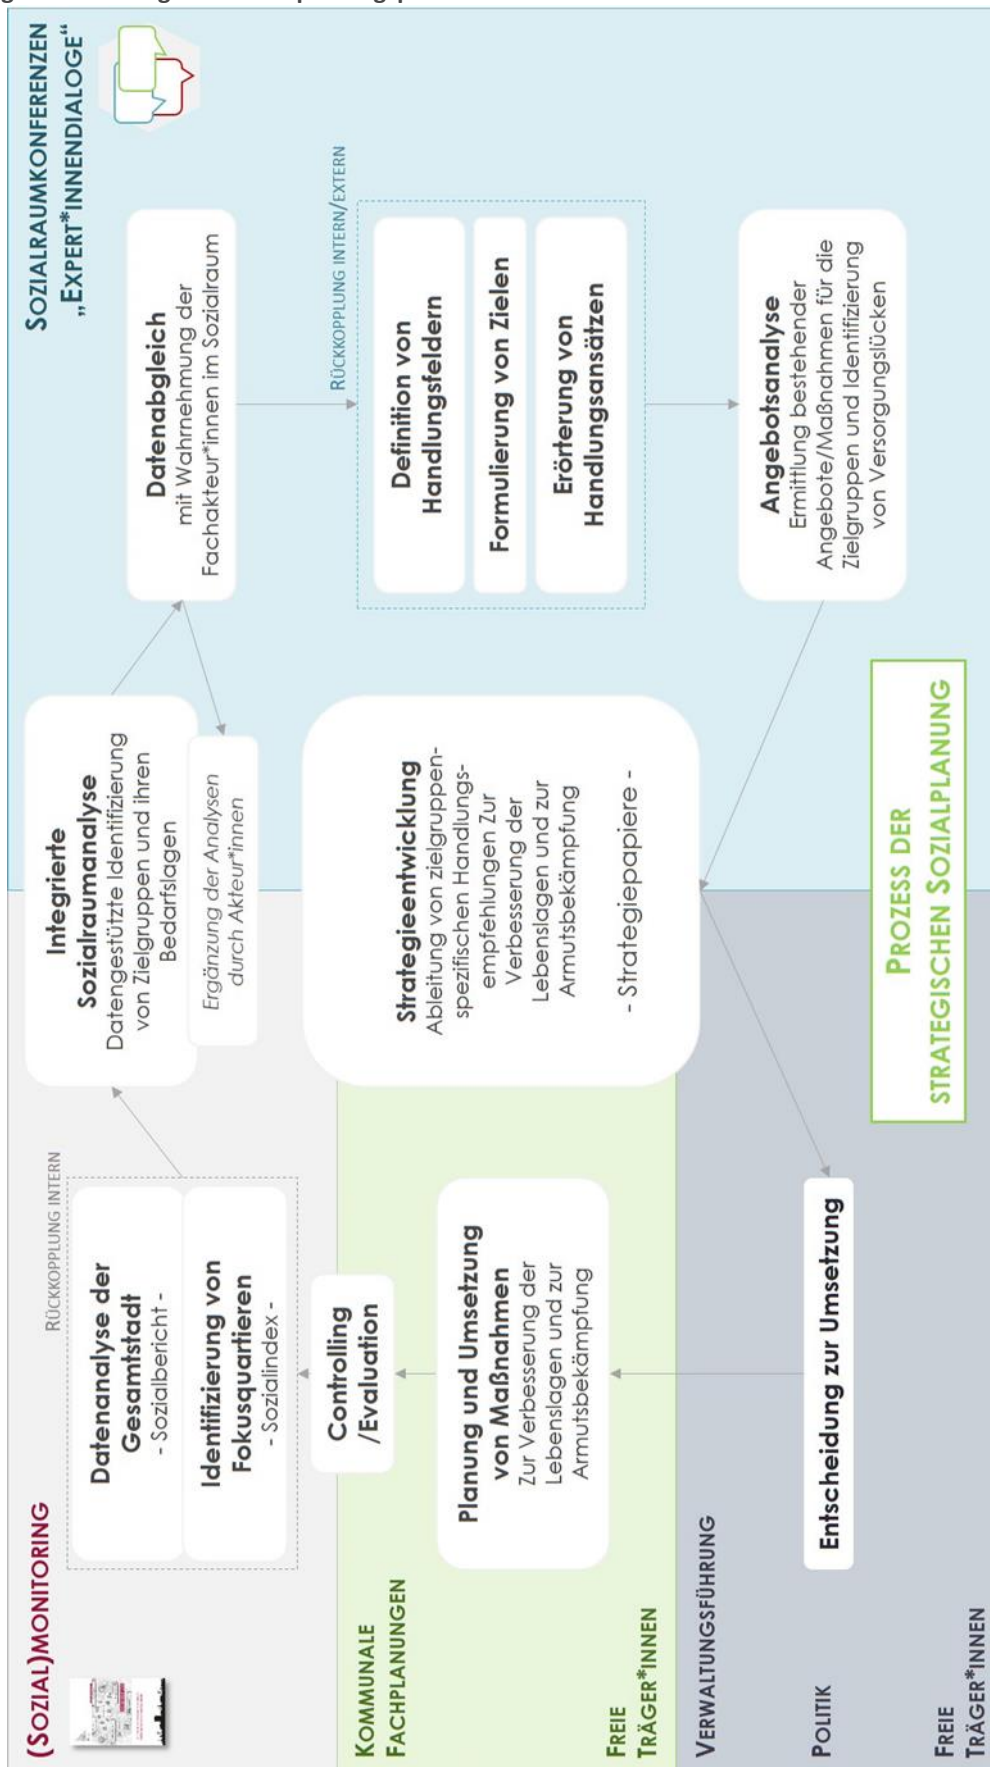 (SOZIAL)MONITORING
RÜCKKOPPLUNG INTERN
Datenanalyse der
Gesamtstadt
- Sozialbericht -
Identifizierung von
Fokusquartieren
- Sozialindex -
Integrierte
Sozialraumanalyse
Datengestützte Identifizierung
von Zielgruppen und ihren
Bedarfslagen
Ergänzung der Analysen
durch Akteur*innen
SOZIALRAUMKONFERENZEN
„EXPERT*INNENDIALOGE“
Datenabgleich
mit Wahrnehmung der
Fachakteur*innen im Sozialraum
RÜCKKOPPLUNG INTERN/EXTERN
Definition von
Handlungsfeldern
Formulierung von Zielen
Erörterung von
Handlungsansätzen
Angebotsanalyse
Ermittlung bestehender
Angebote/Maßnahmen für die
Zielgruppen und Identifizierung
von Versorgungslücken
Strategieentwicklung
Ableitung von zielgruppen-
spezifischen Handlungs-
empfehlungen Zur
Verbesserung der
Lebenslagen und zur
Armutsbekämpfung
- Strategiepapiere -
KOMMUNALE
FACHPLANUNGEN
Controlling
/Evaluation
Planung und Umsetzung
von Maßnahmen
Zur Verbesserung der
Lebenslagen und zur
Armutsbekämpfung
FREIE
TRÄGER*INNEN
VERWALTUNGSFÜHRUNG
POLITIK
Entscheidung zur Umsetzung
FREIE
TRÄGER*INNEN
PROZESS DER
STRATEGISCHEN SOZIALPLANUNG